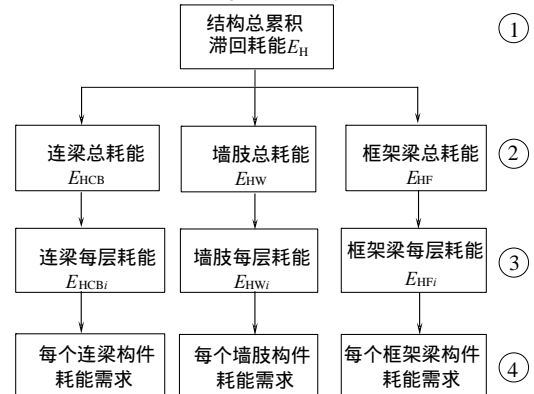 结构总累积
滞回耗能EH
①
连梁总耗能
EHCB
墙肢总耗能
EHW
框架梁总耗能
EHF
②
连梁每层耗能
EHCBi
墙肢每层耗能
EHWi
框架梁每层耗能
EHFi
③
每个连梁构件
耗能需求
每个墙肢构件
耗能需求
每个框架梁构件
耗能需求
④